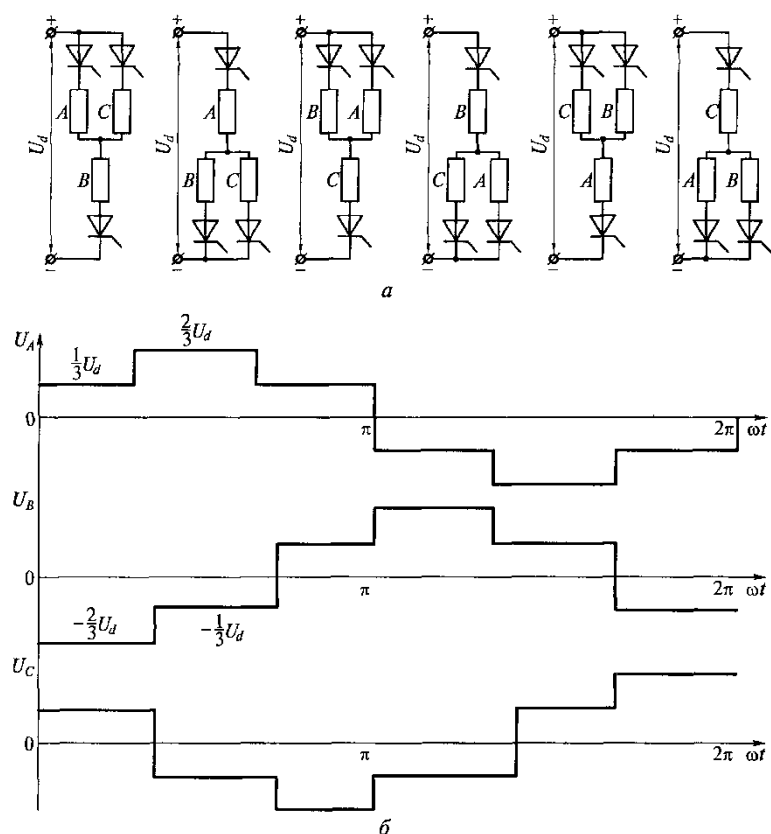 + + + + + +
A C A B A B C B C
U_d U_d U_d U_d U_d U_d
B B C C C A A A B
− − − − − −
а
U_A
2/3 U_d
1/3 U_d
0 π 2π ωt
U_B
0 π 2π ωt
−2/3 U_d −1/3 U_d
U_C
0 π 2π ωt
б